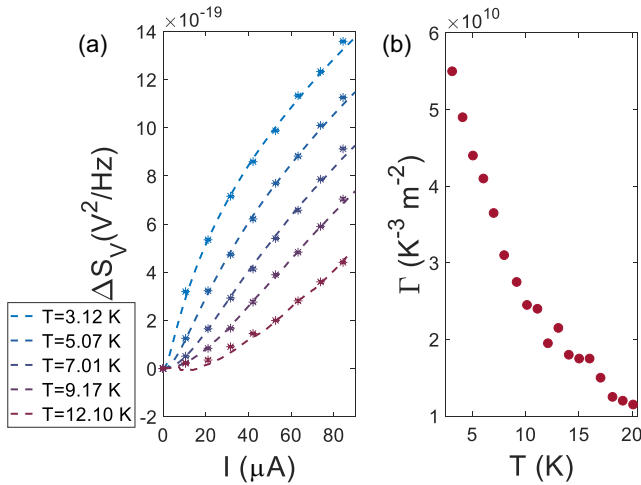 (a)
×10⁻¹⁹
14
12
10
8
6
4
2
0
-2
ΔS_V(V²/Hz)
0 20 40 60 80
I (μA)
T=3.12 K
T=5.07 K
T=7.01 K
T=9.17 K
T=12.10 K
(b)
×10¹⁰
6
5
4
3
2
1
Γ (K⁻³ m⁻²)
5 10 15 20
T (K)